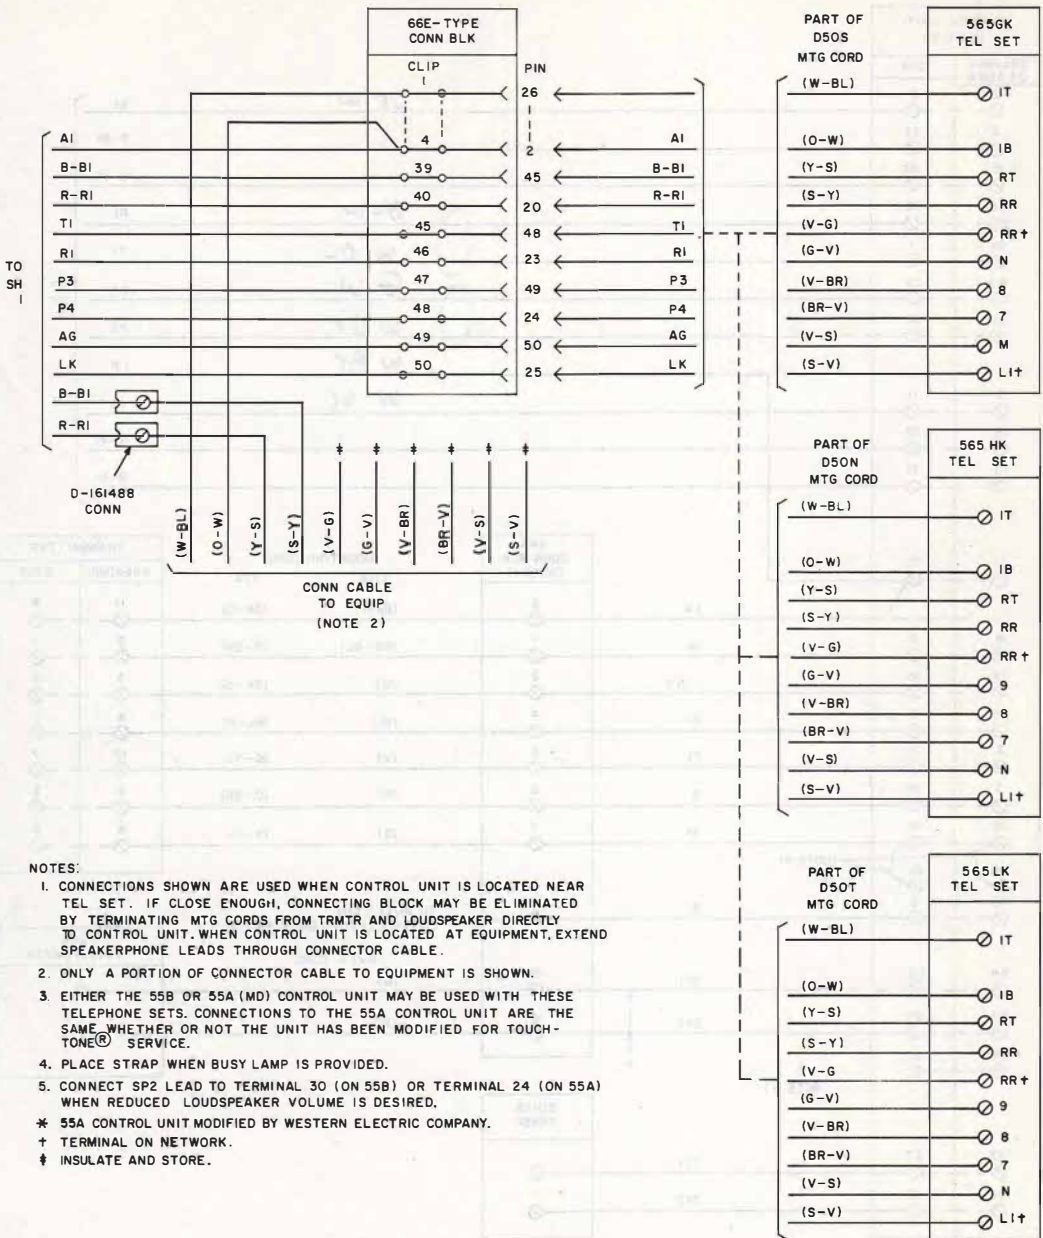 66E-TYPE
CONN BLK
CLIP
1
PIN
26
4
2
39
45
40
20
45
48
46
23
47
49
48
24
49
50
50
25
TO
SH
1
A1
B-B1
R-R1
T1
R1
P3
P4
AG
LK
B-B1
R-R1
D-161488
CONN
A1
B-B1
R-R1
T1
R1
P3
P4
AG
LK
(W-BL)
(O-W)
(Y-S)
(S-Y)
(V-G)
(G-V)
(V-BR)
(BR-V)
(V-S)
(S-V)
‡ ‡ ‡ ‡ ‡ ‡
CONN CABLE
TO EQUIP
(NOTE 2)
PART OF
D50S
MTG CORD
565GK
TEL SET
(W-BL) 1T
(O-W) 1B
(Y-S) RT
(S-Y) RR
(V-G) RR†
(G-V) N
(V-BR) 8
(BR-V) 7
(V-S) M
(S-V) L1†
PART OF
D50N
MTG CORD
565 HK
TEL SET
(W-BL) 1T
(O-W) 1B
(Y-S) RT
(S-Y) RR
(V-G) RR†
(G-V) 9
(V-BR) 8
(BR-V) 7
(V-S) N
(S-V) L1†
PART OF
D50T
MTG CORD
565LK
TEL SET
(W-BL) 1T
(O-W) 1B
(Y-S) RT
(S-Y) RR
(V-G RR†
(G-V) 9
(V-BR) 8
(BR-V) 7
(V-S) N
(S-V) L1†
NOTES:
1. CONNECTIONS SHOWN ARE USED WHEN CONTROL UNIT IS LOCATED NEAR
TEL SET. IF CLOSE ENOUGH, CONNECTING BLOCK MAY BE ELIMINATED
BY TERMINATING MTG CORDS FROM TRMTR AND LOUDSPEAKER DIRECTLY
TO CONTROL UNIT. WHEN CONTROL UNIT IS LOCATED AT EQUIPMENT, EXTEND
SPEAKERPHONE LEADS THROUGH CONNECTOR CABLE.
2. ONLY A PORTION OF CONNECTOR CABLE TO EQUIPMENT IS SHOWN.
3. EITHER THE 55B OR 55A (MD) CONTROL UNIT MAY BE USED WITH THESE
TELEPHONE SETS. CONNECTIONS TO THE 55A CONTROL UNIT ARE THE
SAME WHETHER OR NOT THE UNIT HAS BEEN MODIFIED FOR TOUCH-
TONE® SERVICE.
4. PLACE STRAP WHEN BUSY LAMP IS PROVIDED.
5. CONNECT SP2 LEAD TO TERMINAL 30 (ON 55B) OR TERMINAL 24 (ON 55A)
WHEN REDUCED LOUDSPEAKER VOLUME IS DESIRED.
* 55A CONTROL UNIT MODIFIED BY WESTERN ELECTRIC COMPANY.
† TERMINAL ON NETWORK.
‡ INSULATE AND STORE.